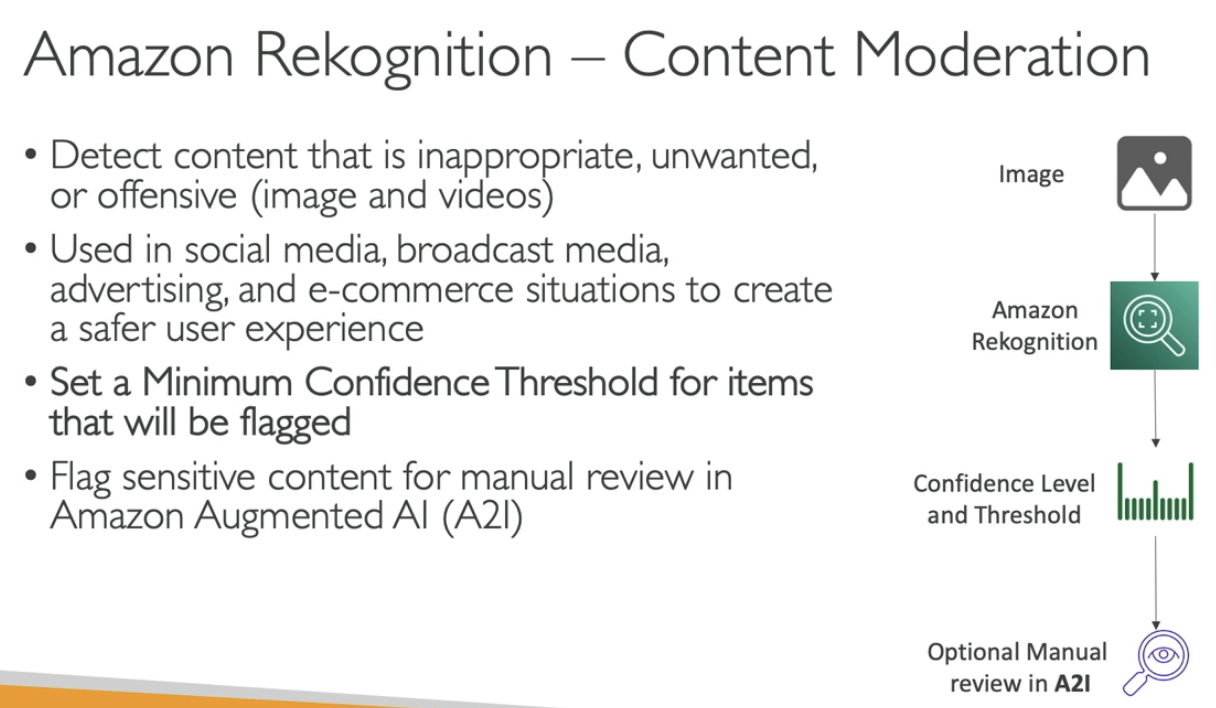 Amazon Rekognition – Content Moderation
• Detect content that is inappropriate, unwanted,
or offensive (image and videos)
• Used in social media, broadcast media,
advertising, and e-commerce situations to create
a safer user experience
• Set a Minimum Confidence Threshold for items
that will be flagged
• Flag sensitive content for manual review in
Amazon Augmented AI (A2I)
Image
Amazon
Rekognition
Confidence Level
and Threshold
Optional Manual
review in A2I